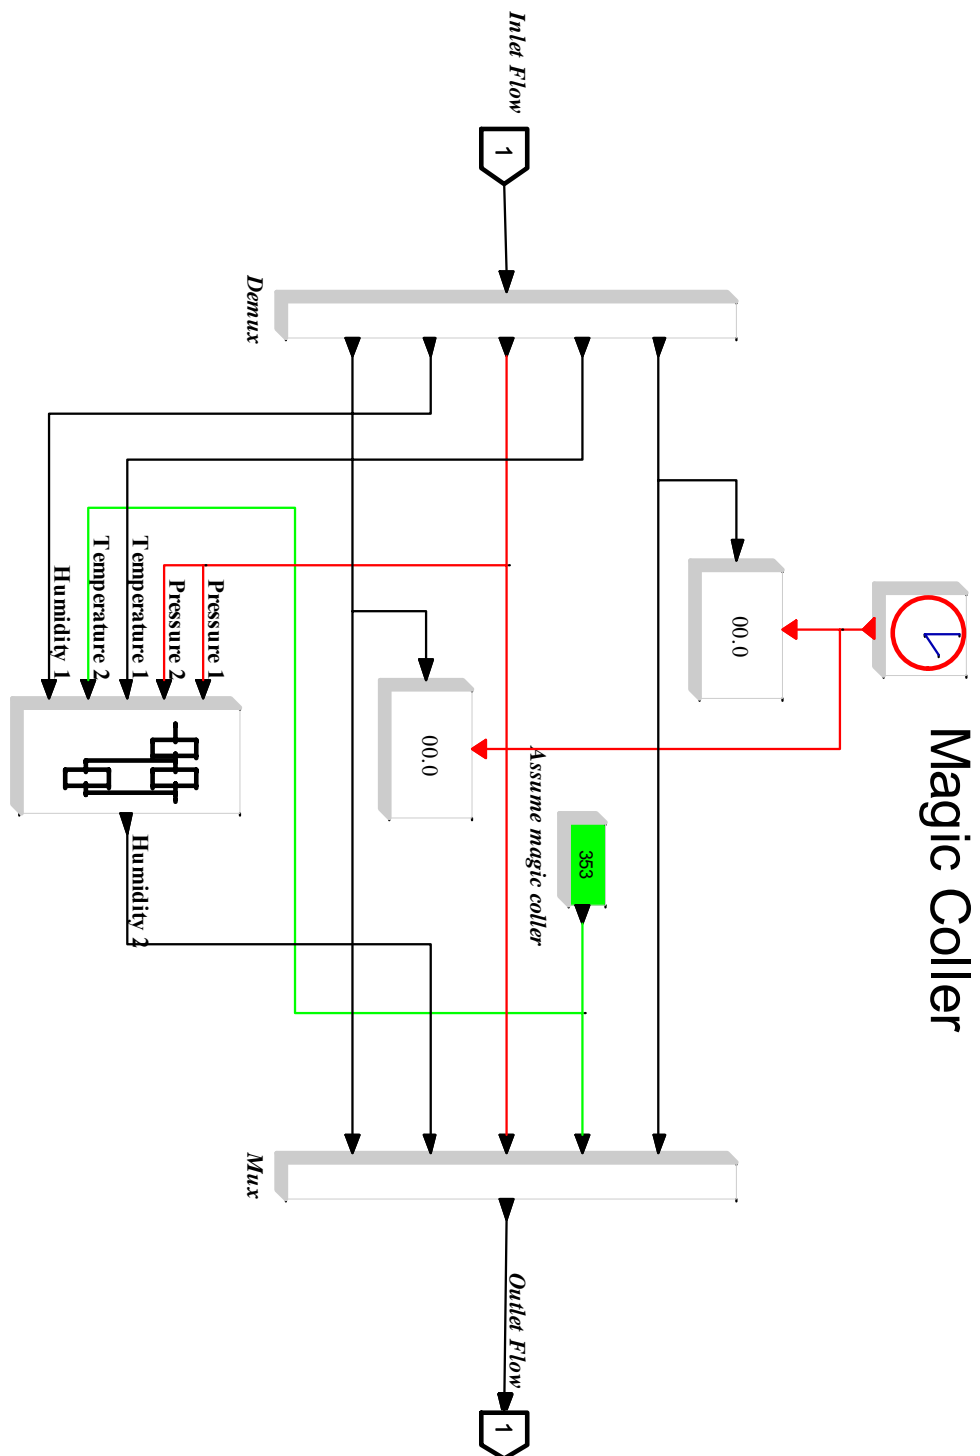 Magic Coller
Inlet Flow
1
Demux
00.0
00.0
353
Assume magic coller
Pressure 1
Pressure 2
Temperature 1
Temperature 2
Humidity 1
Humidity 2
Mux
Outlet Flow
1